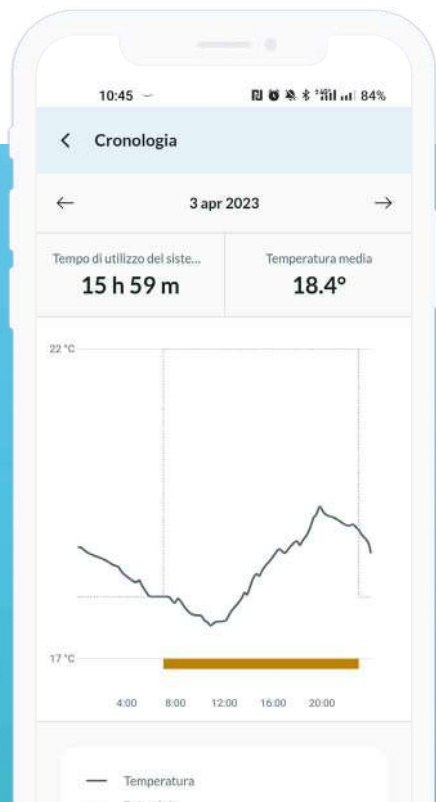 10:45
84%
Cronologia
3 apr 2023
Tempo di utilizzo del siste...
Temperatura media
15 h 59 m
18.4°
22 °C
17 °C
4:00 8:00 12:00 16:00 20:00
Temperatura